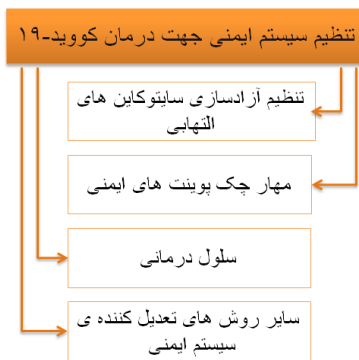 تنظیم سیستم ایمنی جهت درمان کووید-۱۹
تنظیم آزادسازی سایتوکاین های
التهابی
مهار چک پوینت های ایمنی
سلول درمانی
سایر روش های تعدیل کننده ی
سیستم ایمنی